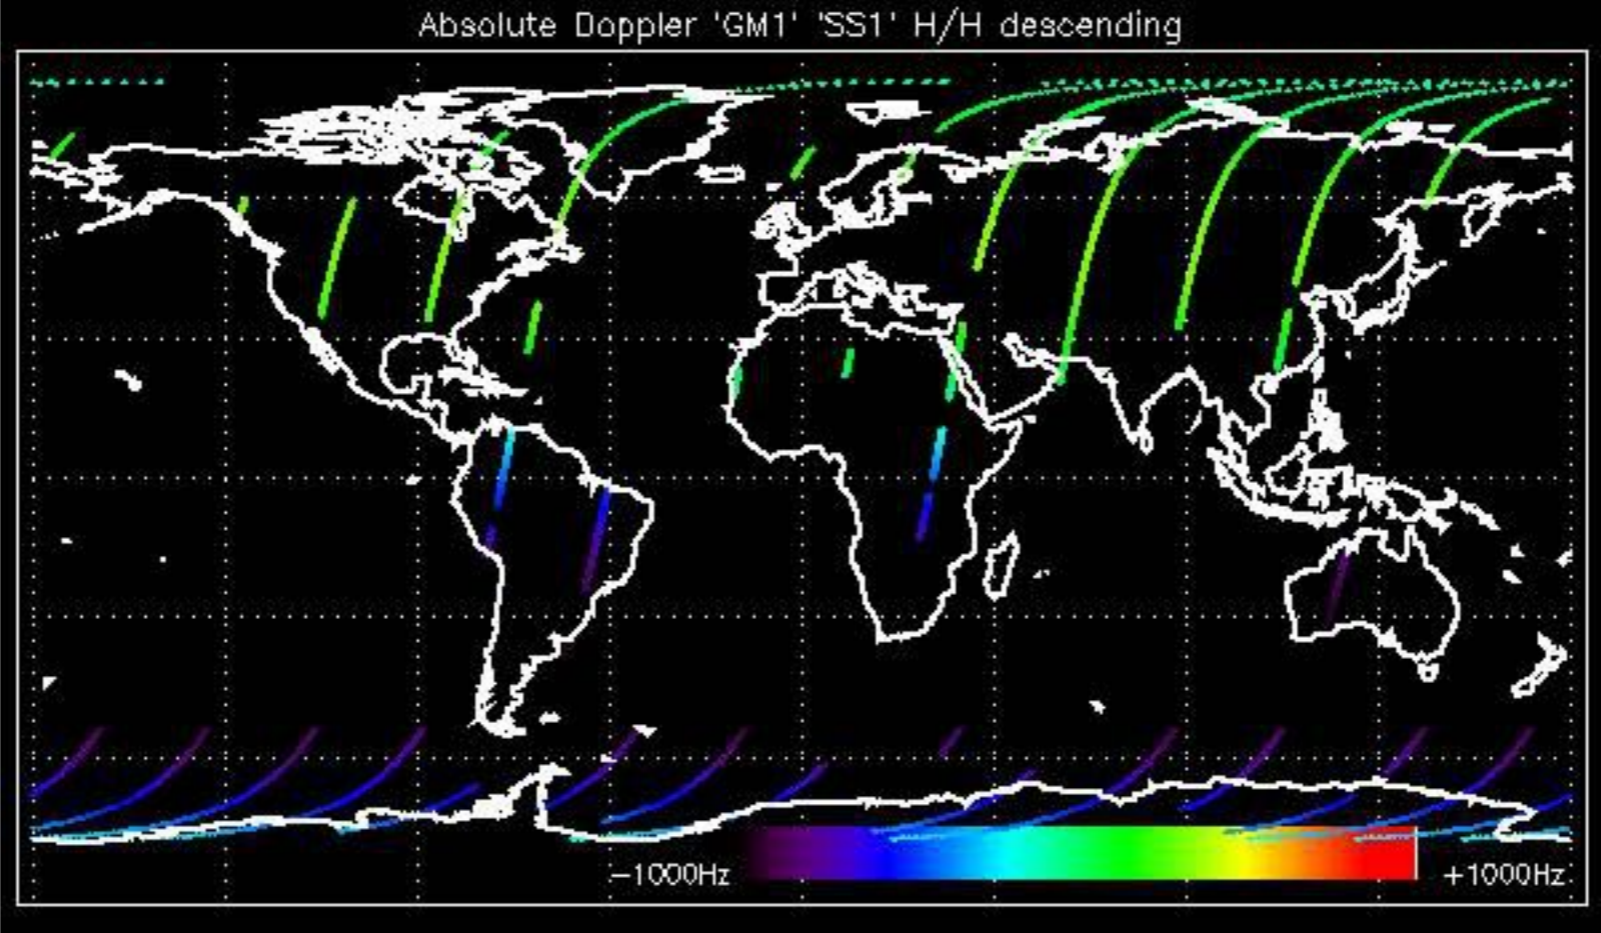 Absolute Doppler 'GM1' 'SS1' H/H descending
−1000Hz +1000Hz